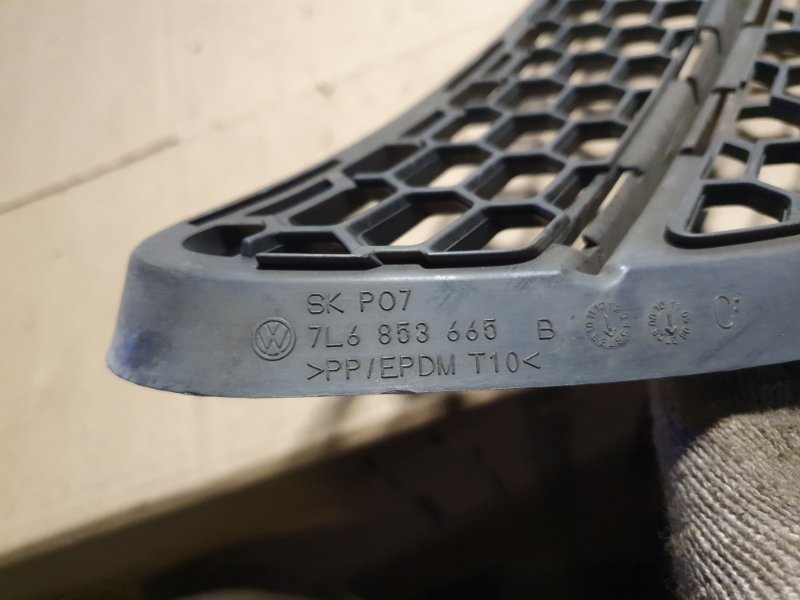 SK P07
7L6 853 665 B
>PP/EPDM T10<